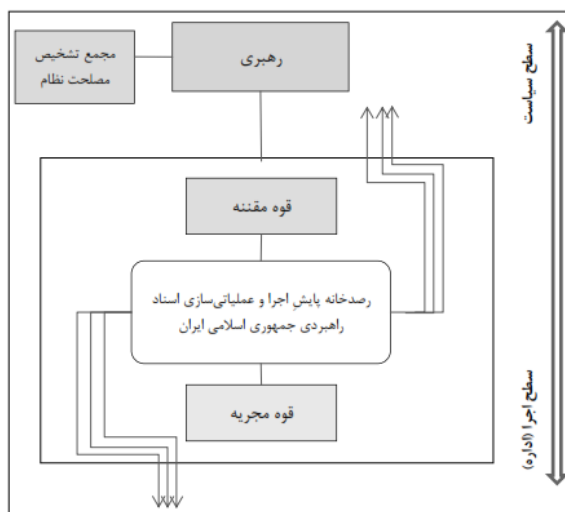 رهبری
مجمع تشخیص
مصلحت نظام
سطح سیاست
قوه مقننه
رصدخانه پایشِ اجرا و عملیاتی‌سازی اسناد
راهبردی جمهوری اسلامی ایران
قوه مجریه
سطح اجرا (اداره)